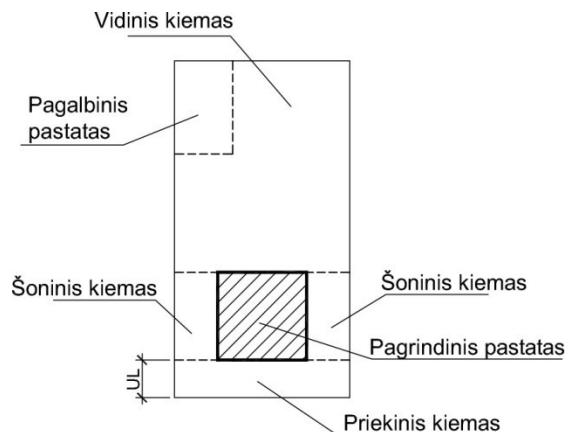 Vidinis kiemas
Pagalbinis
pastatas
Šoninis kiemas
Šoninis kiemas
Pagrindinis pastatas
UL
Priekinis kiemas